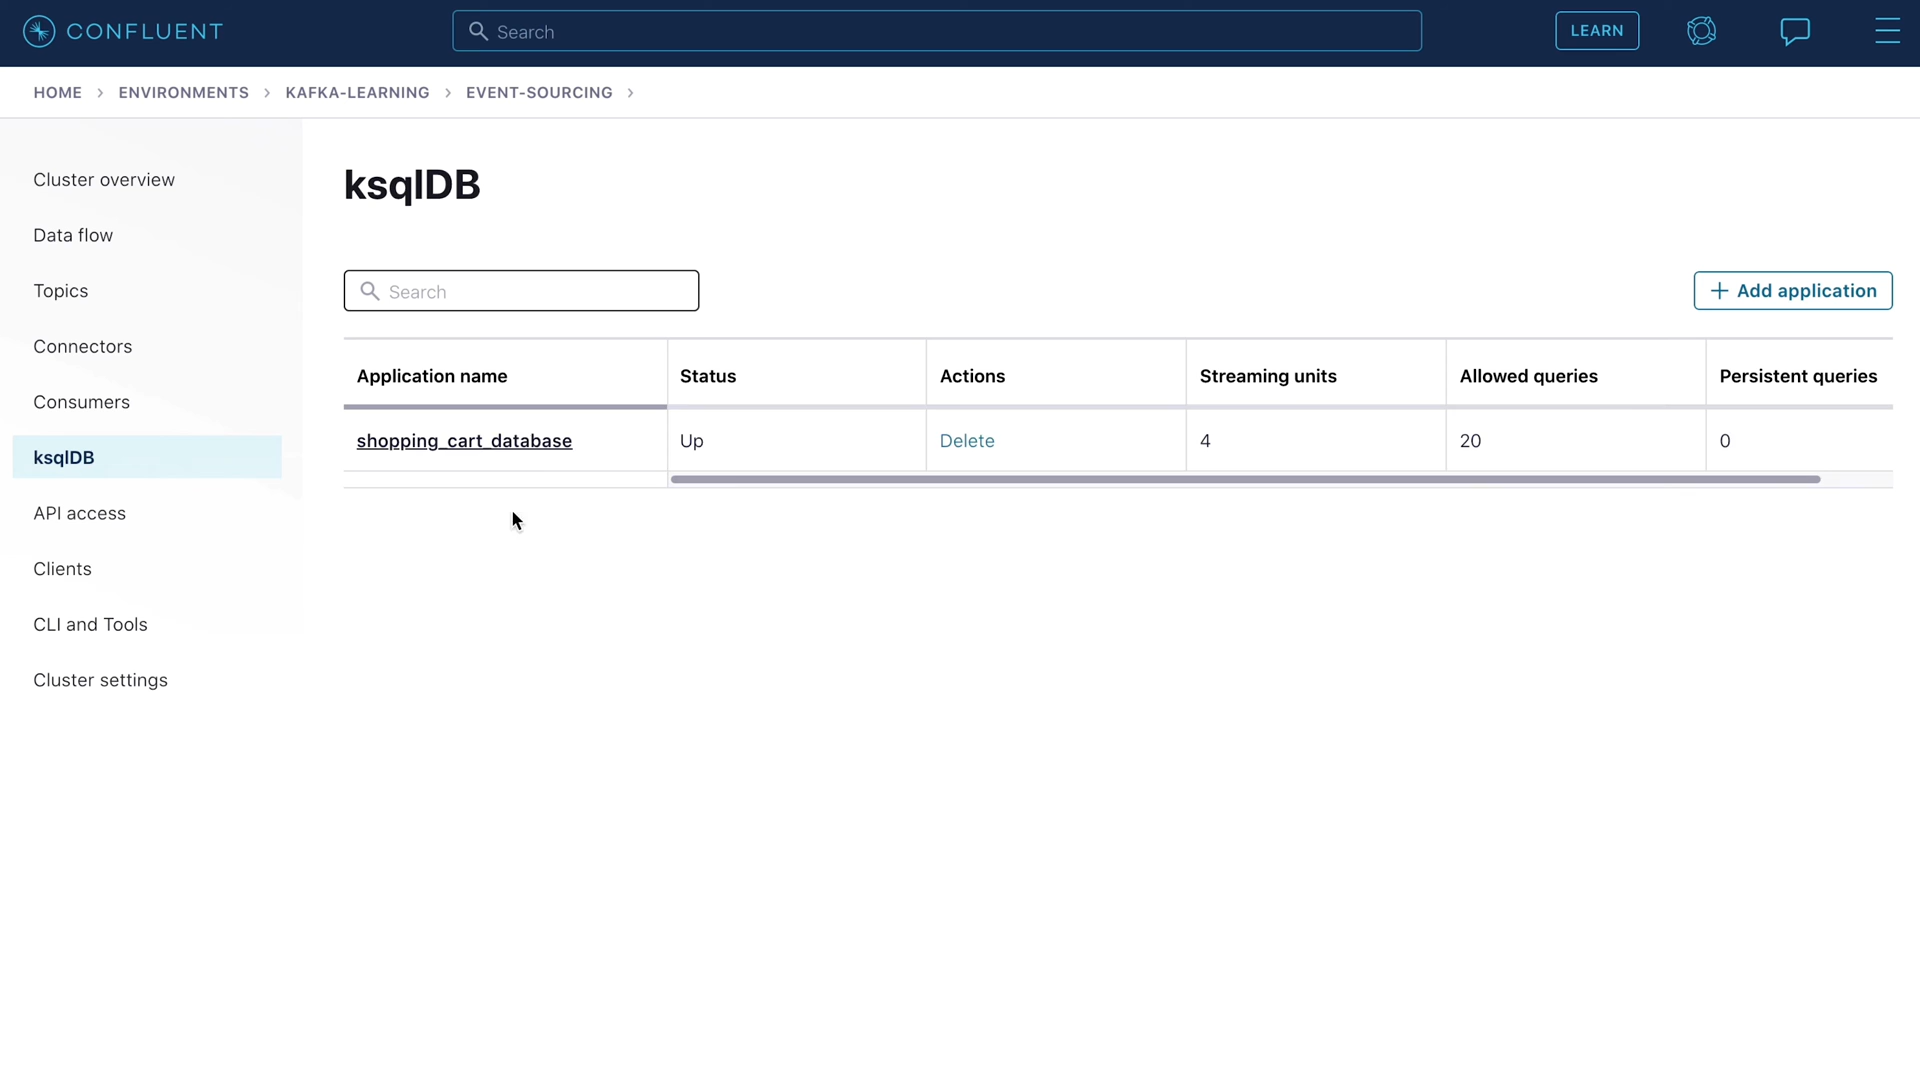 CONFLUENT
Search
LEARN
HOME > ENVIRONMENTS > KAFKA-LEARNING > EVENT-SOURCING >
Cluster overview
Data flow
Topics
Connectors
Consumers
ksqlDB
API access
Clients
CLI and Tools
Cluster settings
ksqlDB
Search
+ Add application
Application name Status Actions Streaming units Allowed queries Persistent queries
shopping_cart_database Up Delete 4 20 0